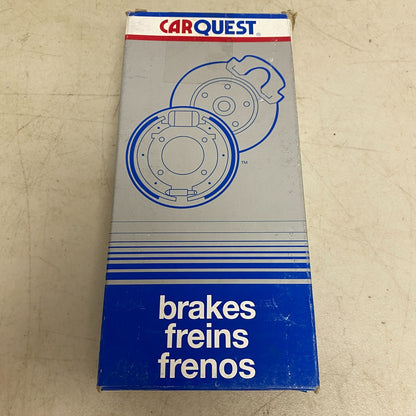 CARQUEST®
™
brakes
freins
frenos